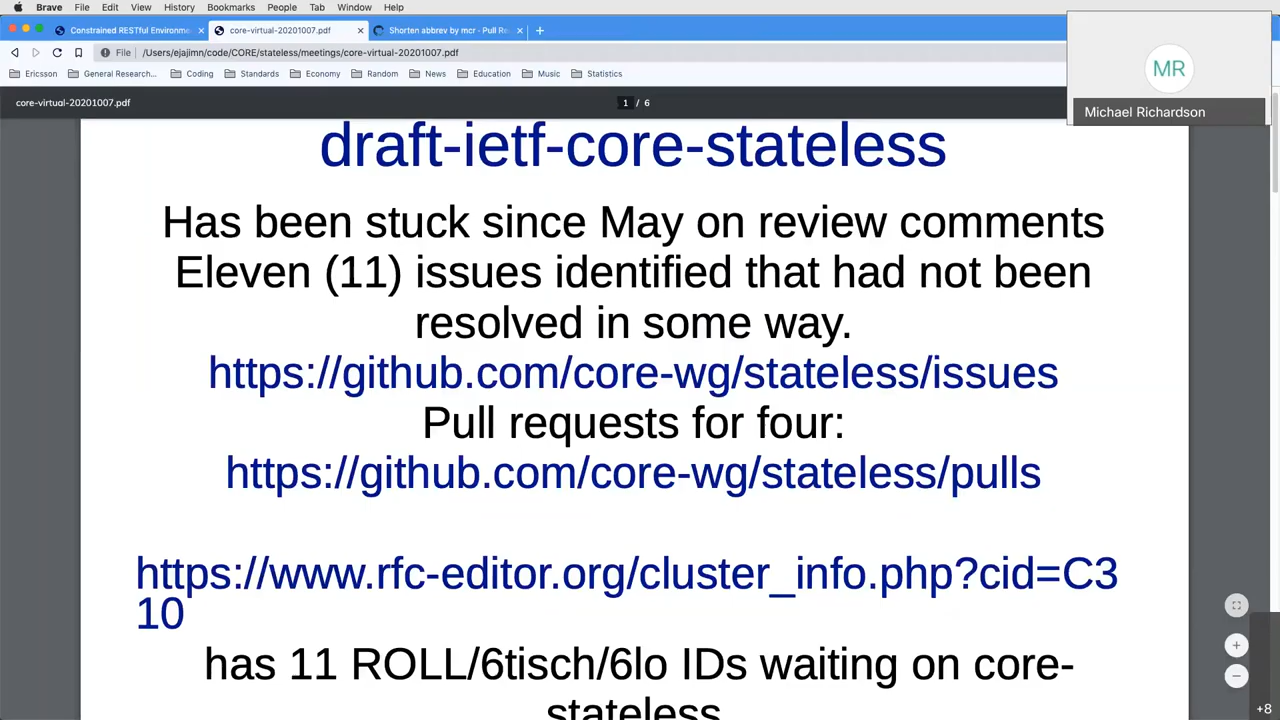 Brave File Edit View History Bookmarks People Tab Window Help
Constrained RESTful Environme
core-virtual-20201007.pdf
Shorten abbrev by mcr · Pull Re
File /Users/ejajimn/code/CORE/stateless/meetings/core-virtual-20201007.pdf
Ericsson General Research... Coding Standards Economy Random News Education Music Statistics
core-virtual-20201007.pdf
1 / 6
MR
Michael Richardson
draft-ietf-core-stateless
Has been stuck since May on review comments
Eleven (11) issues identified that had not been
resolved in some way.
https://github.com/core-wg/stateless/issues
Pull requests for four:
https://github.com/core-wg/stateless/pulls
https://www.rfc-editor.org/cluster_info.php?cid=C3
10
has 11 ROLL/6tisch/6lo IDs waiting on core-
stateless
+8